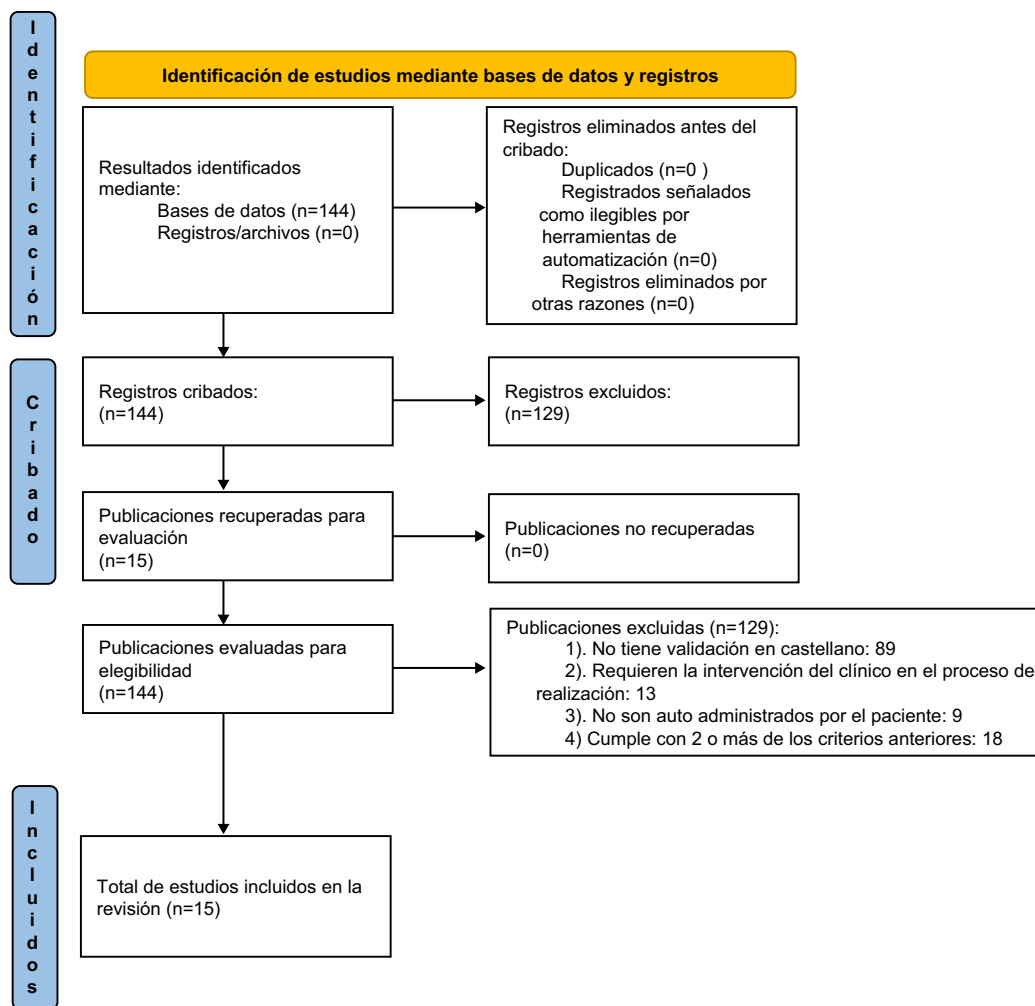 Identificación
Identificación de estudios mediante bases de datos y registros
Resultados identificados
mediante:
Bases de datos (n=144)
Registros/archivos (n=0)
Registros eliminados antes del
cribado:
Duplicados (n=0 )
Registrados señalados
como ilegibles por
herramientas de
automatización (n=0)
Registros eliminados por
otras razones (n=0)
Cribado
Registros cribados:
(n=144)
Registros excluidos:
(n=129)
Publicaciones recuperadas para
evaluación
(n=15)
Publicaciones no recuperadas
(n=0)
Publicaciones evaluadas para
elegibilidad
(n=144)
Publicaciones excluidas (n=129):
1). No tiene validación en castellano: 89
2). Requieren la intervención del clínico en el proceso de
realización: 13
3). No son auto administrados por el paciente: 9
4) Cumple con 2 o más de los criterios anteriores: 18
Incluidos
Total de estudios incluidos en la
revisión (n=15)